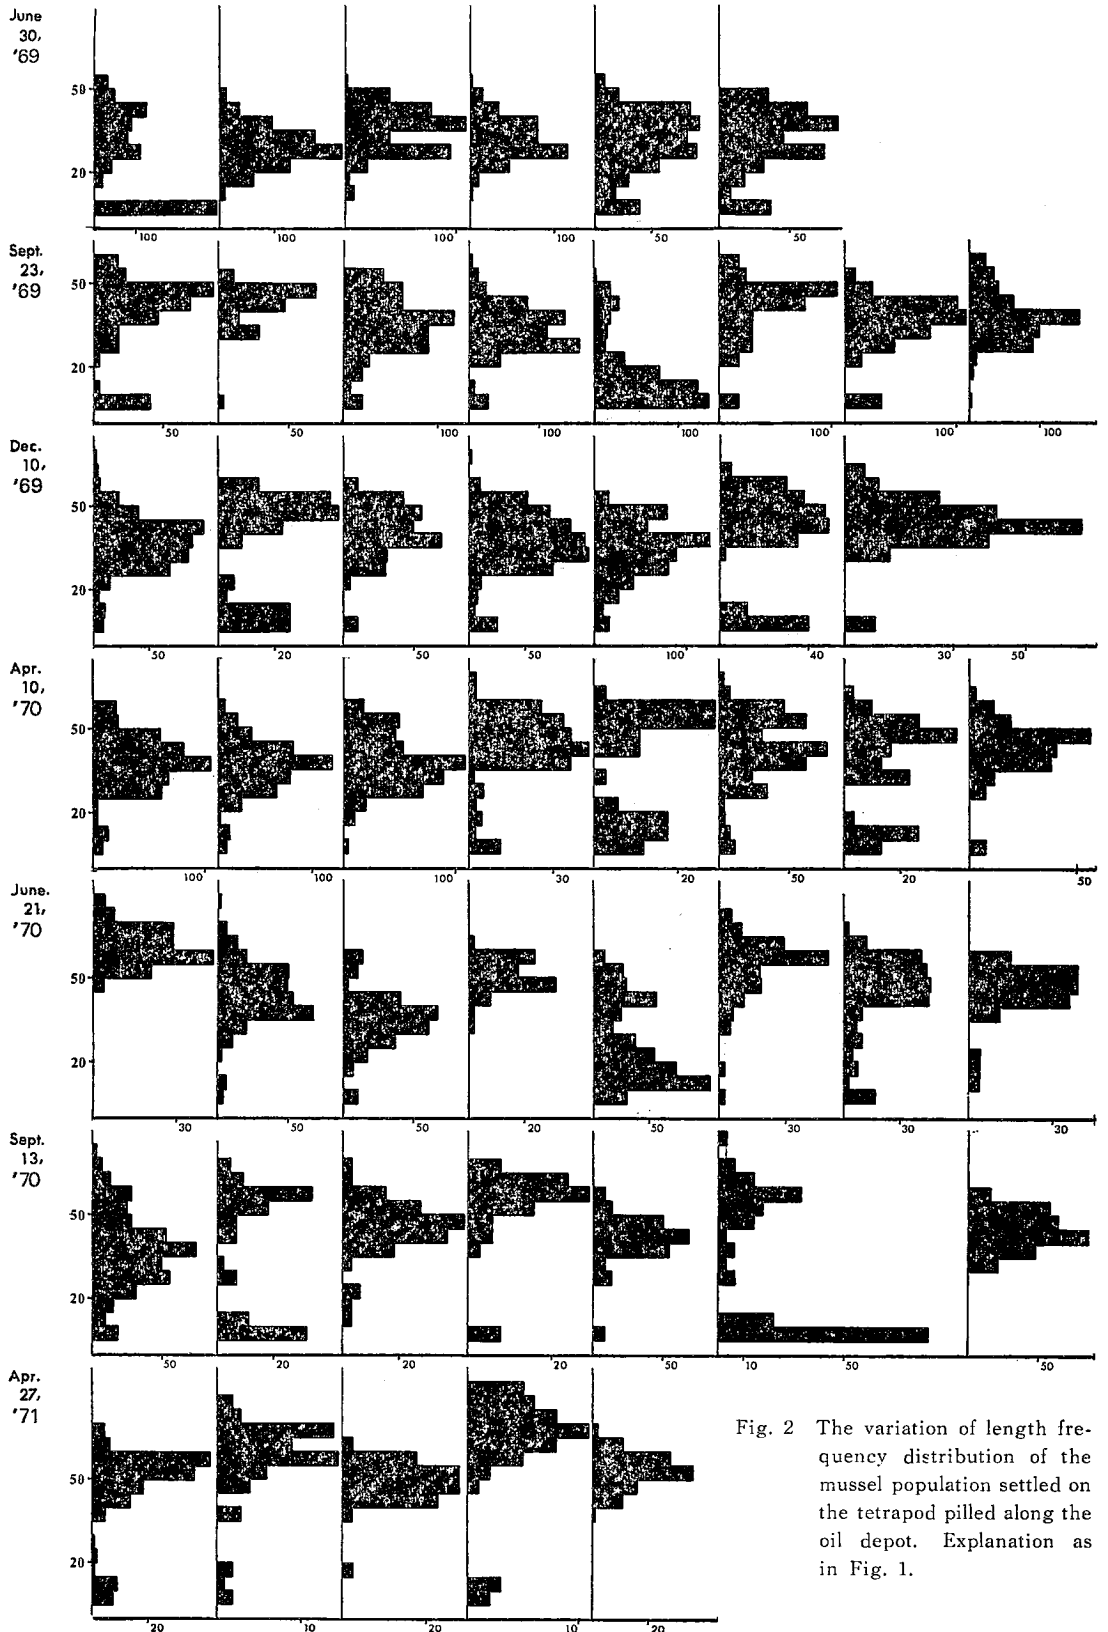 June
30,
'69
50
20
100 100 100 100 50 50
Sept.
23,
'69
50
20
50 50 100 100 100 100 100 100
Dec.
10,
'69
50
20
50 20 50 50 100 40 30 50
Apr.
10,
'70
50
20
100 100 100 30 20 50 20 50
June.
21,
'70
50
20
30 50 50 20 50 30 30 30
Sept.
13,
'70
50
20
50 20 20 20 50 10 50 50
Apr.
27,
'71
50
20
20 10 20 10 20
Fig. 2 The variation of length fre-
quency distribution of the
mussel population settled on
the tetrapod pilled along the
oil depot. Explanation as
in Fig. 1.